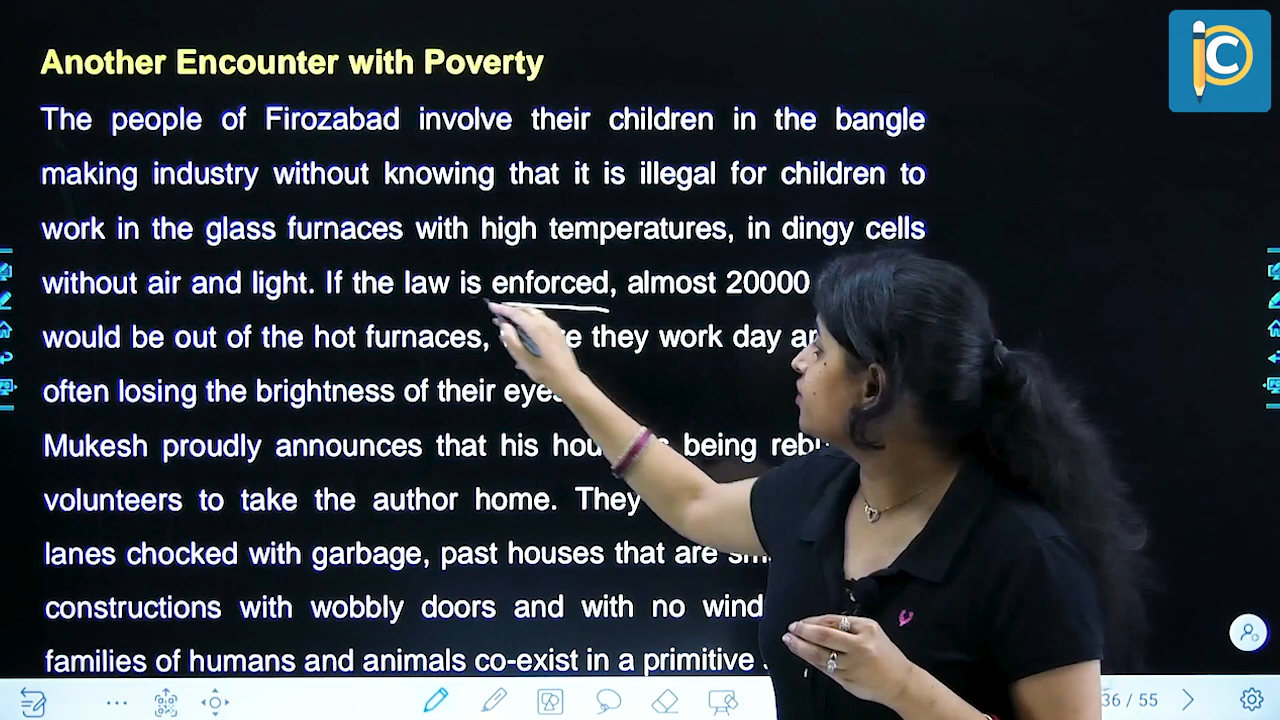 Another Encounter with Poverty
The people of Firozabad involve their children in the bangle
making industry without knowing that it is illegal for children to
work in the glass furnaces with high temperatures, in dingy cells
without air and light. If the law is enforced, almost 20000
would be out of the hot furnaces, they work day
often losing the brightness of their
Mukesh proudly announces that his being
volunteers to take the author home. They
lanes chocked with garbage, past houses that are
constructions with wobbly doors and with no
families of humans and animals co-exist in a primitive
36 / 55